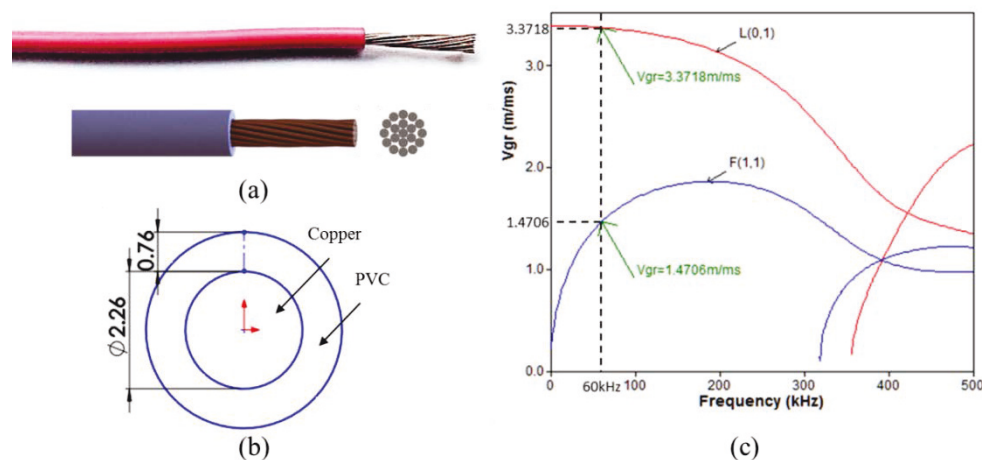 (a)
0.76
Ø2.26
Copper
PVC
(b)
Vgr (m/ms)
3.3718
3.0
2.0
1.4706
1.0
0.0
L(0,1)
Vgr=3.3718m/ms
F(1,1)
Vgr=1.4706m/ms
0
60kHz
100
200
300
400
500
Frequency (kHz)
(c)